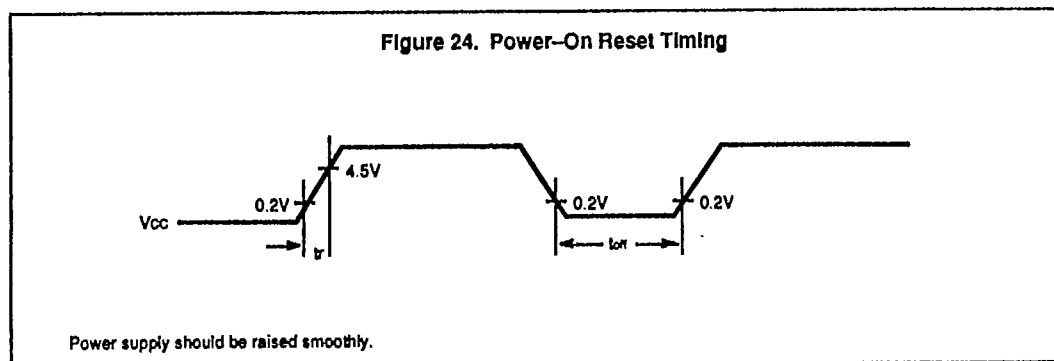 Figure 24. Power–On Reset Timing
4.5V
0.2V
0.2V
0.2V
Vcc
tr
toff
Power supply should be raised smoothly.